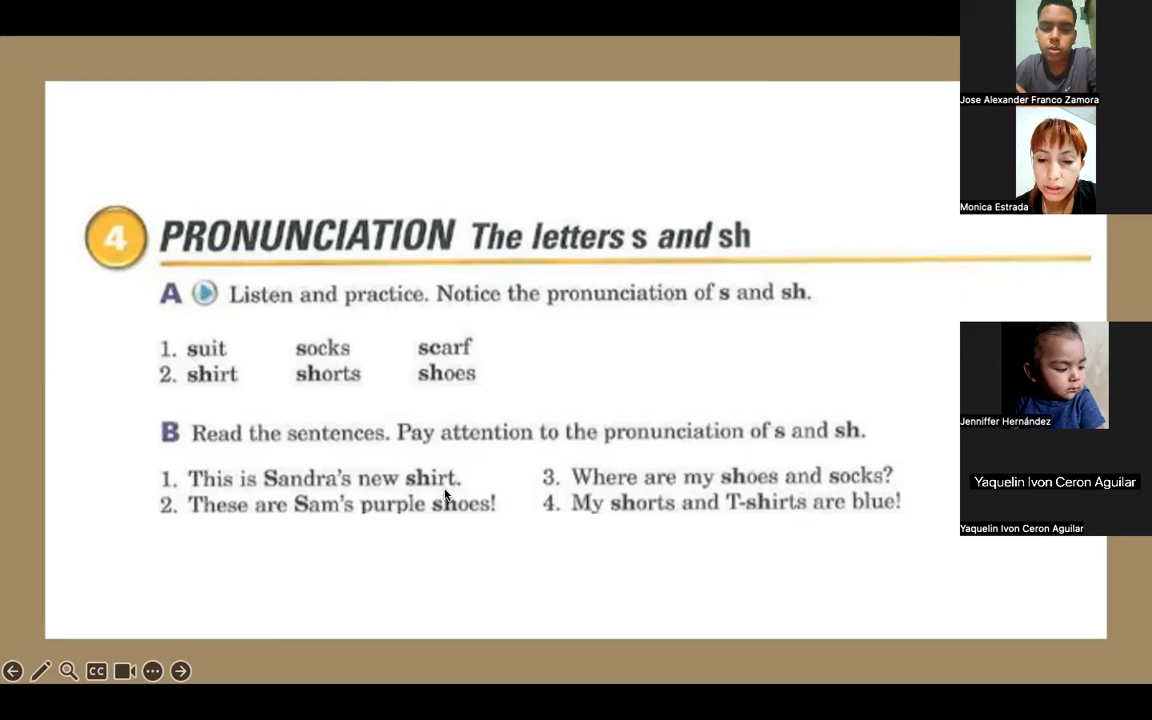 Jose Alexander Franco Zamora
Monica Estrada
4 PRONUNCIATION The letters s and sh
A Listen and practice. Notice the pronunciation of s and sh.
1. suit socks scarf
2. shirt shorts shoes
B Read the sentences. Pay attention to the pronunciation of s and sh.
1. This is Sandra's new shirt.
2. These are Sam's purple shoes!
3. Where are my shoes and socks?
4. My shorts and T-shirts are blue!
Jenniffer Hernández
Yaquelin Ivon Ceron Aguilar
Yaquelin Ivon Ceron Aguilar
CC